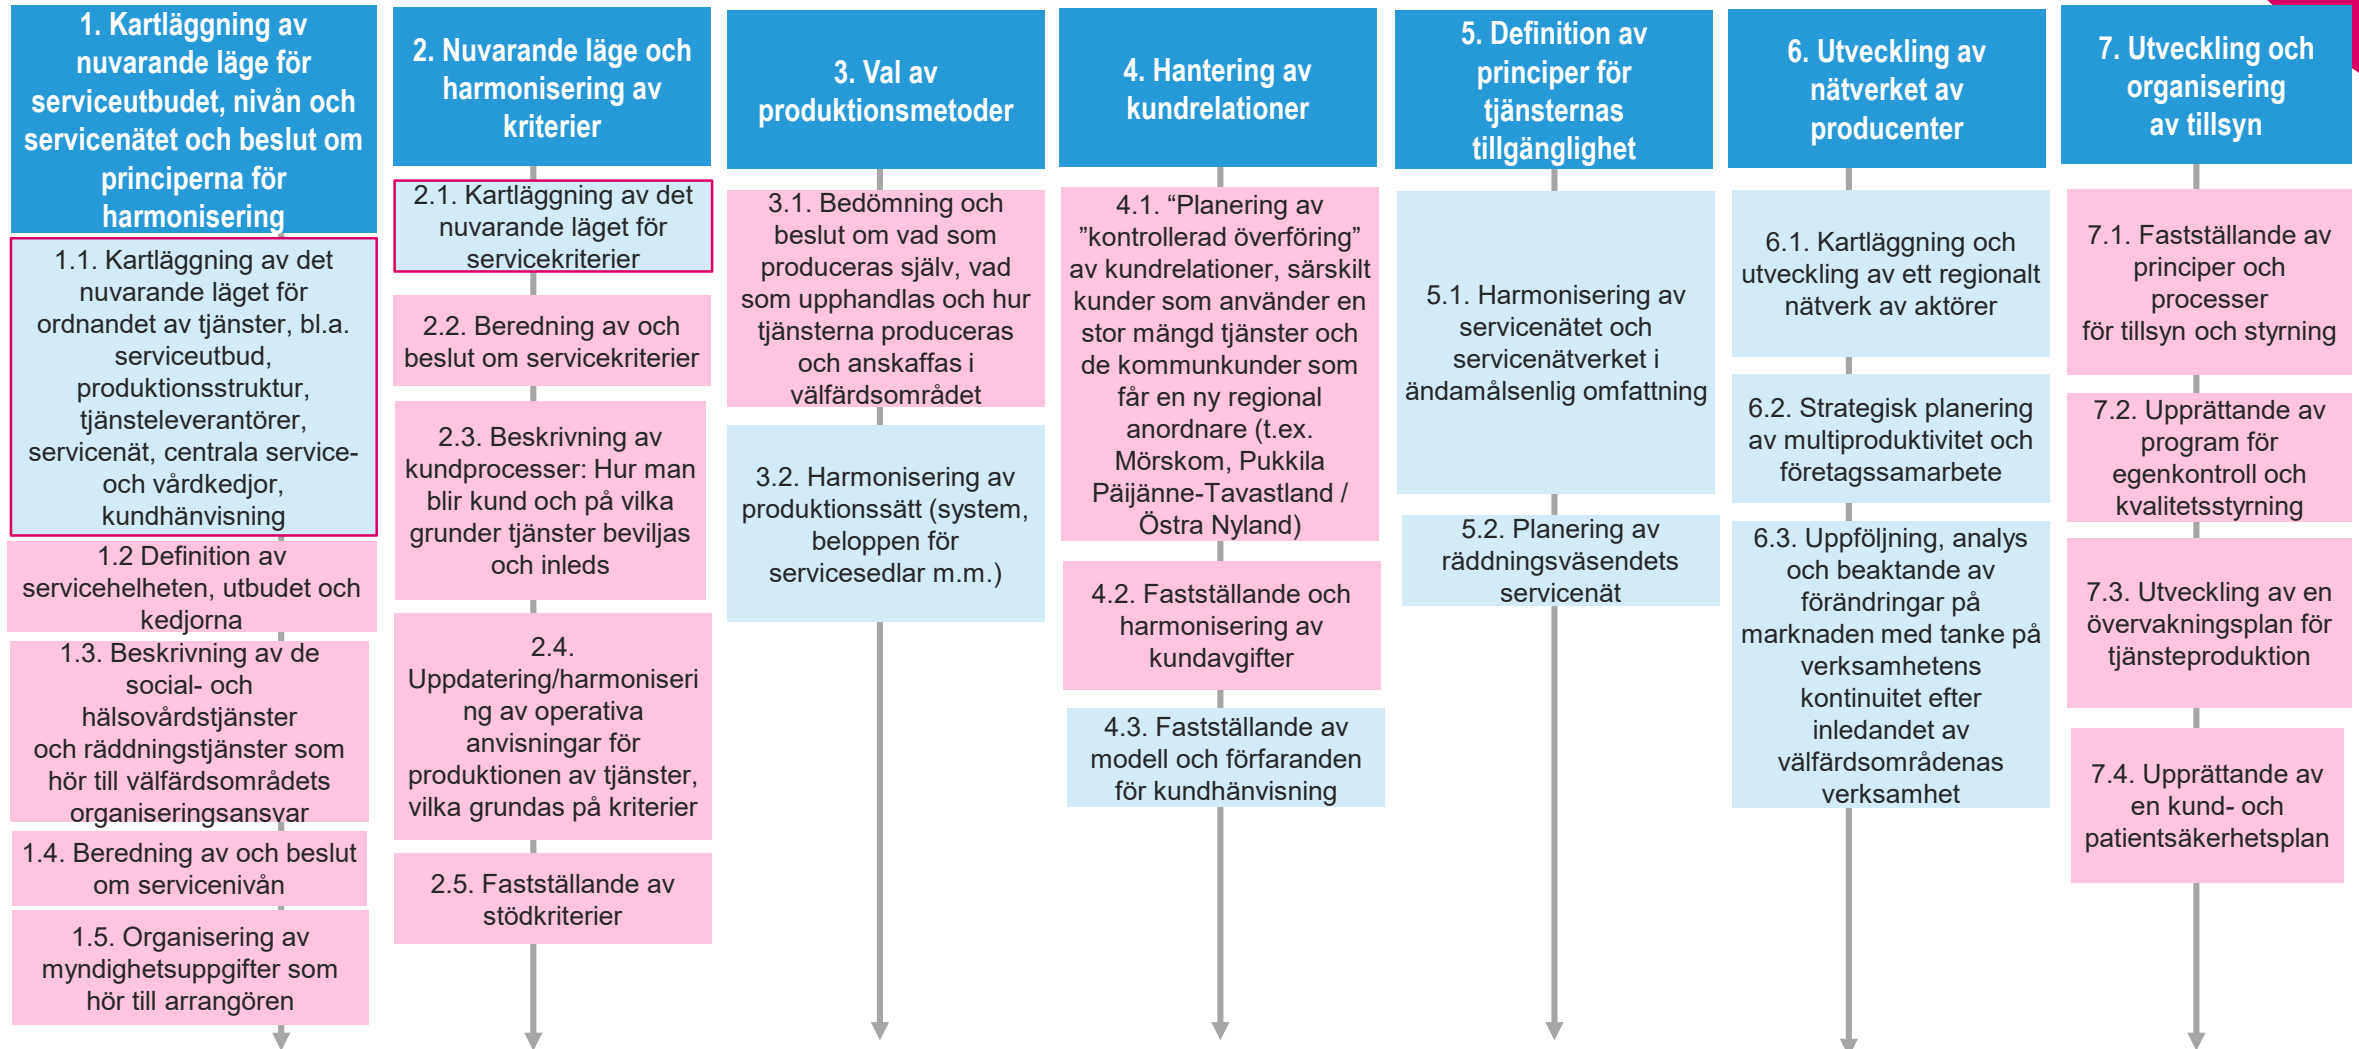 1. Kartläggning av
nuvarande läge för
serviceutbudet, nivån och
servicenätet och beslut om
principerna för
harmonisering
1.1. Kartläggning av det
nuvarande läget för
ordnandet av tjänster, bl.a.
serviceutbud,
produktionsstruktur,
tjänsteleverantörer,
servicenät, centrala service-
och vårdkedjor,
kundhänvisning
1.2 Definition av
servicehelheten, utbudet och
kedjorna
1.3. Beskrivning av de
social- och
hälsovårdstjänster
och räddningstjänster som
hör till välfärdsområdets
organiseringsansvar
1.4. Beredning av och beslut
om servicenivån
1.5. Organisering av
myndighetsuppgifter som
hör till arrangören
2. Nuvarande läge och
harmonisering av
kriterier
2.1. Kartläggning av det
nuvarande läget för
servicekriterier
2.2. Beredning av och
beslut om servicekriterier
2.3. Beskrivning av
kundprocesser: Hur man
blir kund och på vilka
grunder tjänster beviljas
och inleds
2.4.
Uppdatering/harmoniseri
ng av operativa
anvisningar för
produktionen av tjänster,
vilka grundas på kriterier
2.5. Fastställande av
stödkriterier
3. Val av
produktionsmetoder
3.1. Bedömning och
beslut om vad som
produceras själv, vad
som upphandlas och hur
tjänsterna produceras
och anskaffas i
välfärdsområdet
3.2. Harmonisering av
produktionssätt (system,
beloppen för
servicesedlar m.m.)
4. Hantering av
kundrelationer
4.1. “Planering av
”kontrollerad överföring”
av kundrelationer, särskilt
kunder som använder en
stor mängd tjänster och
de kommunkunder som
får en ny regional
anordnare (t.ex.
Mörskom, Pukkila
Päijänne-Tavastland /
Östra Nyland)
4.2. Fastställande och
harmonisering av
kundavgifter
4.3. Fastställande av
modell och förfaranden
för kundhänvisning
5. Definition av
principer för
tjänsternas
tillgänglighet
5.1. Harmonisering av
servicenätet och
servicenätverket i
ändamålsenlig omfattning
5.2. Planering av
räddningsväsendets
servicenät
6. Utveckling av
nätverket av
producenter
6.1. Kartläggning och
utveckling av ett regionalt
nätverk av aktörer
6.2. Strategisk planering
av multiproduktivitet och
företagssamarbete
6.3. Uppföljning, analys
och beaktande av
förändringar på
marknaden med tanke på
verksamhetens
kontinuitet efter
inledandet av
välfärdsområdenas
verksamhet
7. Utveckling och
organisering
av tillsyn
7.1. Fastställande av
principer och
processer
för tillsyn och styrning
7.2. Upprättande av
program för
egenkontroll och
kvalitetsstyrning
7.3. Utveckling av en
övervakningsplan för
tjänsteproduktion
7.4. Upprättande av
en kund- och
patientsäkerhetsplan